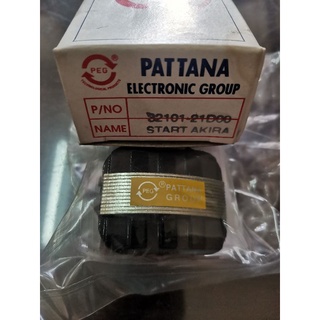 PEG
PATTANA
ELECTRONIC GROUP
P/NO 32101-21D00
NAME START AKIRA
PEG
PATTANA
GROUP